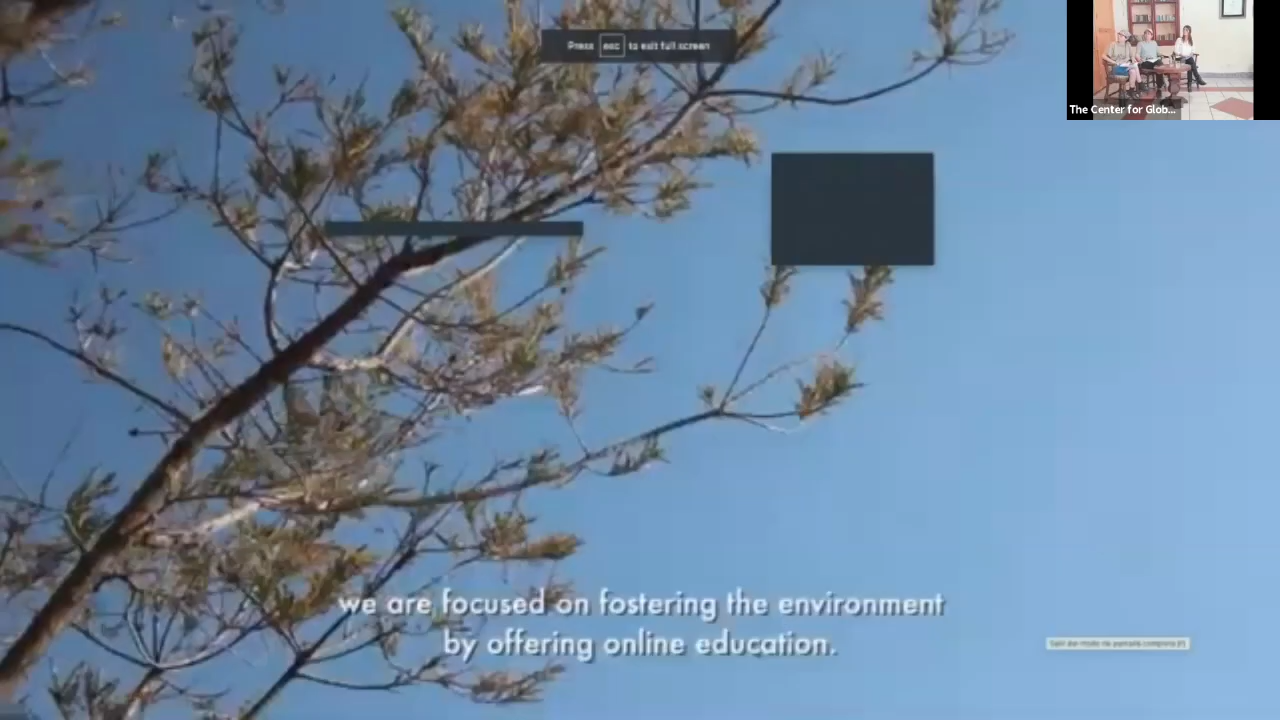 Press esc to exit full screen
The Center for Glob...
we are focused on fostering the environment
by offering online education.